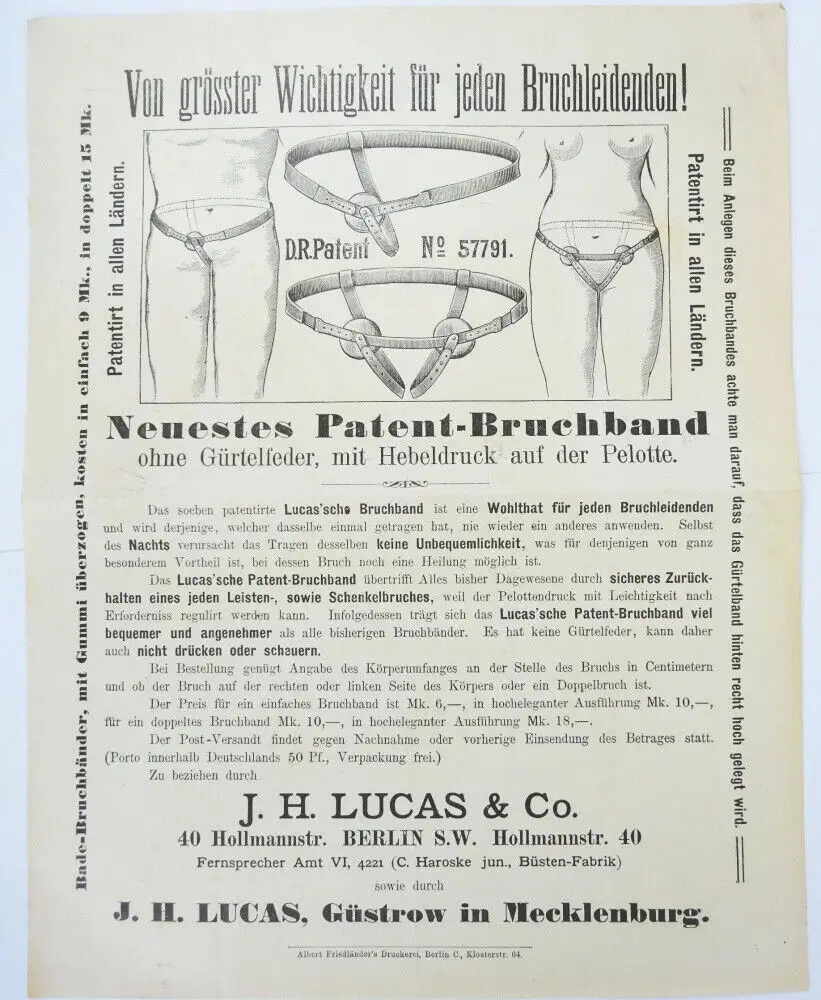 Von grösster Wichtigkeit für jeden Bruchleidenden!
Bade-Bruchbänder, mit Gummi überzogen, kosten in einfach 9 Mk., in doppelt 15 Mk.
Patentirt in allen Ländern.
D.R.Patent No 57791.
Patentirt in allen Ländern.
Beim Anlegen dieses Bruchbandes achte man darauf, dass das Gürtelband hinten recht hoch gelegt wird.
Neuestes Patent-Bruchband
ohne Gürtelfeder, mit Hebeldruck auf der Pelotte.
Das soeben patentirte Lucas'sche Bruchband ist eine Wohlthat für jeden Bruchleidenden
und wird derjenige, welcher dasselbe einmal getragen hat, nie wieder ein anderes anwenden. Selbst
des Nachts verursacht das Tragen desselben keine Unbequemlichkeit, was für denjenigen von ganz
besonderem Vortheil ist, bei dessen Bruch noch eine Heilung möglich ist.
Das Lucas'sche Patent-Bruchband übertrifft Alles bisher Dagewesene durch sicheres Zurück-
halten eines jeden Leisten-, sowie Schenkelbruches, weil der Pelottendruck mit Leichtigkeit nach
Erforderniss regulirt werden kann. Infolgedessen trägt sich das Lucas'sche Patent-Bruchband viel
bequemer und angenehmer als alle bisherigen Bruchbänder. Es hat keine Gürtelfeder, kann daher
auch nicht drücken oder schauern.
Bei Bestellung genügt Angabe des Körperumfanges an der Stelle des Bruchs in Centimetern
und ob der Bruch auf der rechten oder linken Seite des Körpers oder ein Doppelbruch ist.
Der Preis für ein einfaches Bruchband ist Mk. 6,—, in hocheleganter Ausführung Mk. 10,—,
für ein doppeltes Bruchband Mk. 10,—, in hocheleganter Ausführung Mk. 18,—.
Der Post-Versandt findet gegen Nachnahme oder vorherige Einsendung des Betrages statt.
(Porto innerhalb Deutschlands 50 Pf., Verpackung frei.)
Zu beziehen durch
J. H. LUCAS & Co.
40 Hollmannstr. BERLIN S.W. Hollmannstr. 40
Fernsprecher Amt VI, 4221 (C. Haroske jun., Büsten-Fabrik)
sowie durch
J. H. LUCAS, Güstrow in Mecklenburg.
Albert Friedländer's Druckerei, Berlin C., Klosterstr. 64.